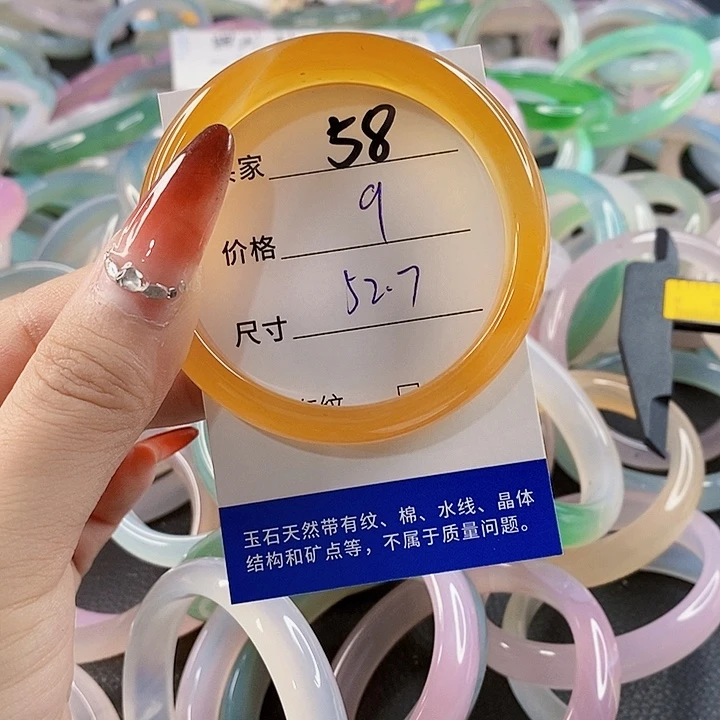 家 58
价格 9
尺寸 52.7
玉石天然带有纹、棉、水线、晶体
结构和矿点等，不属于质量问题。